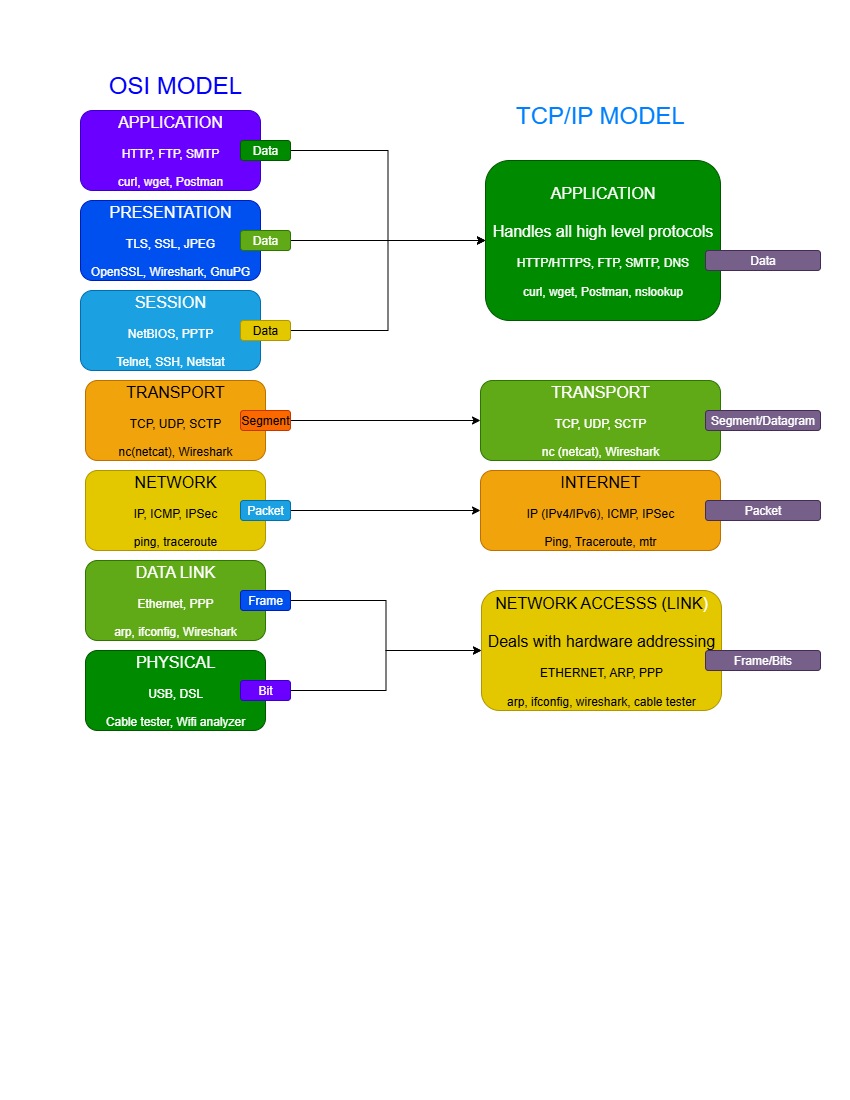 OSI MODEL
APPLICATION
HTTP, FTP, SMTP
curl, wget, Postman
Data
PRESENTATION
TLS, SSL, JPEG
OpenSSL, Wireshark, GnuPG
Data
SESSION
NetBIOS, PPTP
Telnet, SSH, Netstat
Data
TRANSPORT
TCP, UDP, SCTP
nc(netcat), Wireshark
Segment
NETWORK
IP, ICMP, IPSec
ping, traceroute
Packet
DATA LINK
Ethernet, PPP
arp, ifconfig, Wireshark
Frame
PHYSICAL
USB, DSL
Cable tester, Wifi analyzer
Bit
TCP/IP MODEL
APPLICATION
Handles all high level protocols
HTTP/HTTPS, FTP, SMTP, DNS
curl, wget, Postman, nslookup
Data
TRANSPORT
TCP, UDP, SCTP
nc (netcat), Wireshark
Segment/Datagram
INTERNET
IP (IPv4/IPv6), ICMP, IPSec
Ping, Traceroute, mtr
Packet
NETWORK ACCESSS (LINK)
Deals with hardware addressing
ETHERNET, ARP, PPP
arp, ifconfig, wireshark, cable tester
Frame/Bits